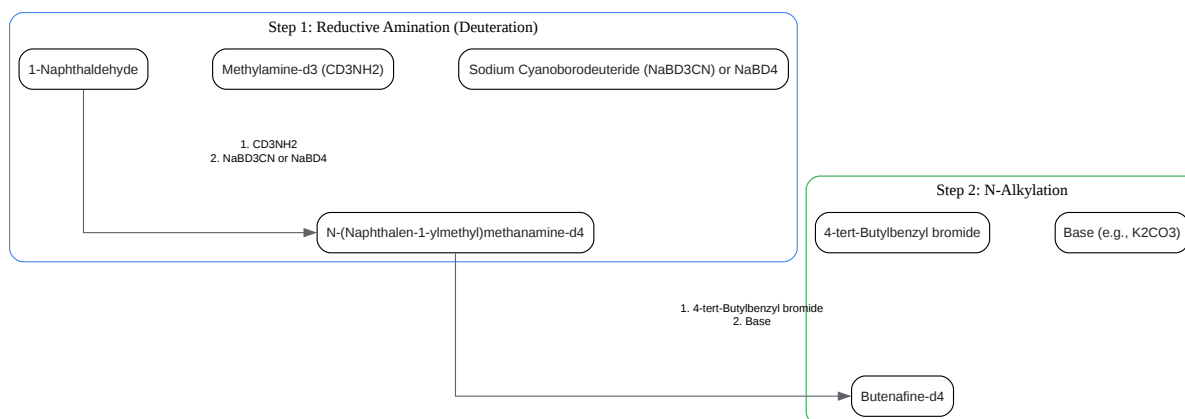 Step 1: Reductive Amination (Deuteration)
1-Naphthaldehyde
Methylamine-d3 (CD3NH2)
Sodium Cyanoborodeuteride (NaBD3CN) or NaBD4
1. CD3NH2
2. NaBD3CN or NaBD4
N-(Naphthalen-1-ylmethyl)methanamine-d4
Step 2: N-Alkylation
4-tert-Butylbenzyl bromide
Base (e.g., K2CO3)
1. 4-tert-Butylbenzyl bromide
2. Base
Butenafine-d4